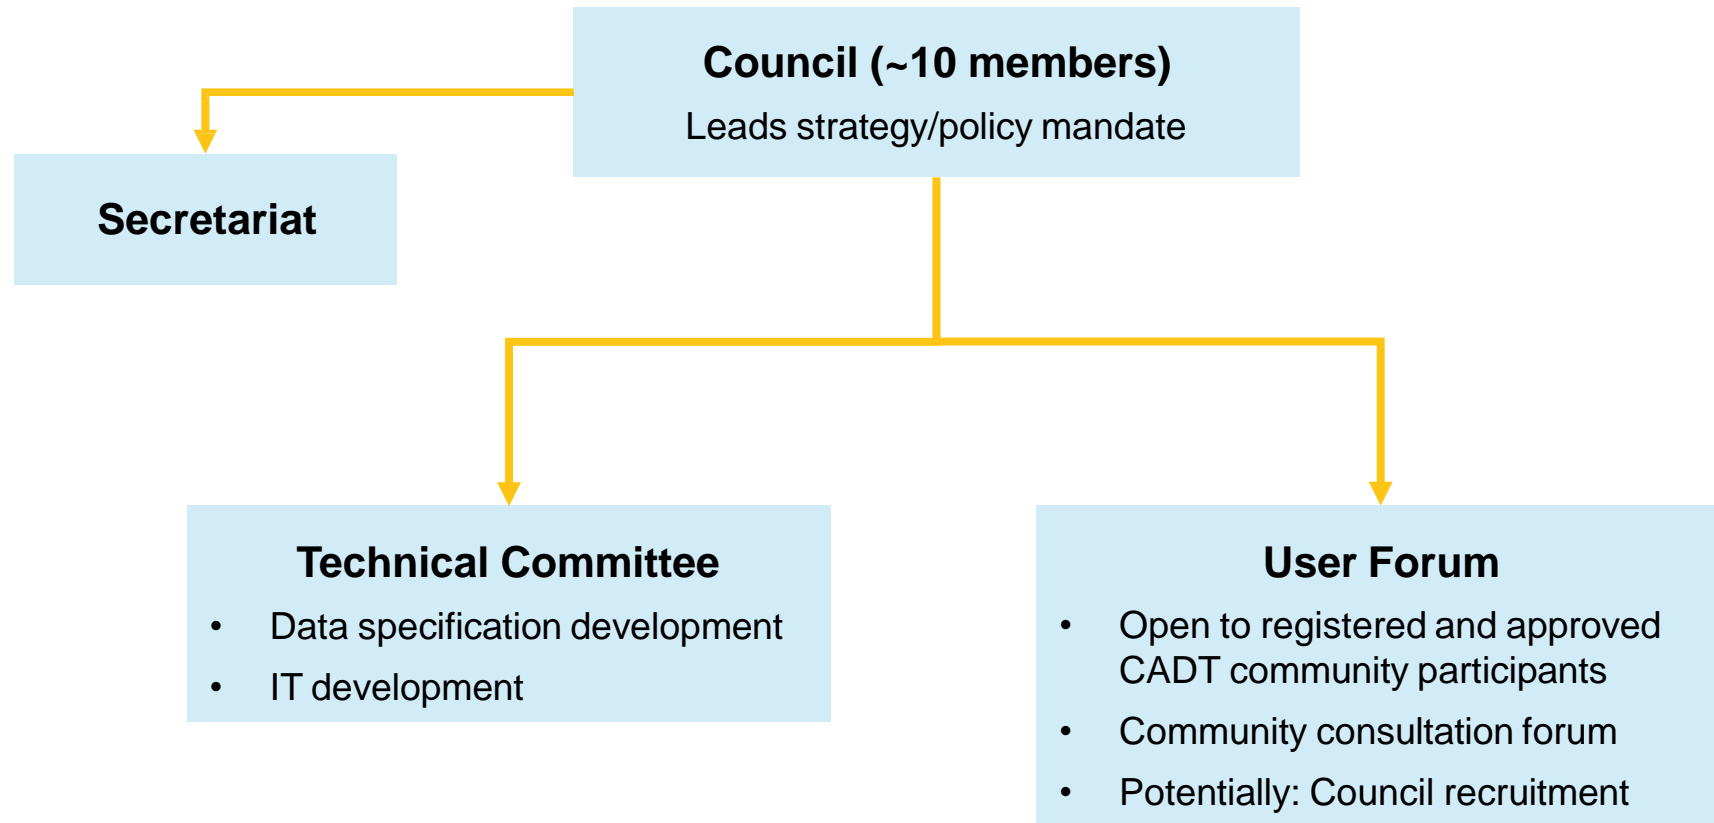 Council (~10 members)
Leads strategy/policy mandate
Secretariat
Technical Committee
• Data specification development
• IT development
User Forum
• Open to registered and approved
CADT community participants
• Community consultation forum
• Potentially: Council recruitment